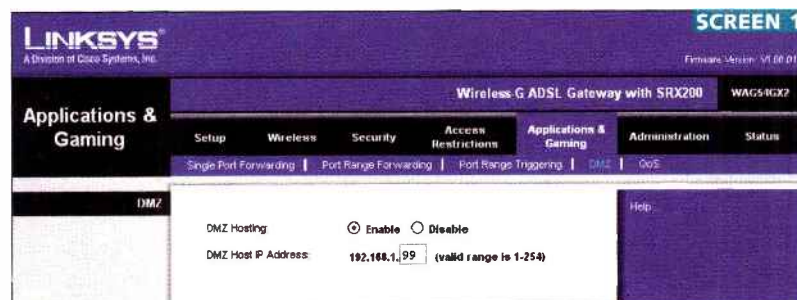 SCREEN 1
LINKSYS®
A Division of Cisco Systems, Inc.
Firmware Version: V1.00.01
Wireless-G ADSL Gateway with SRX200
WAG54GX2
Applications & Gaming
Setup
Wireless
Security
Access Restrictions
Applications & Gaming
Administration
Status
Single Port Forwarding | Port Range Forwarding | Port Range Triggering | DMZ | QoS
DMZ
Help...
DMZ Hosting:
Enable
Disable
DMZ Host IP Address:
192.168.1. 99 (valid range is 1-254)